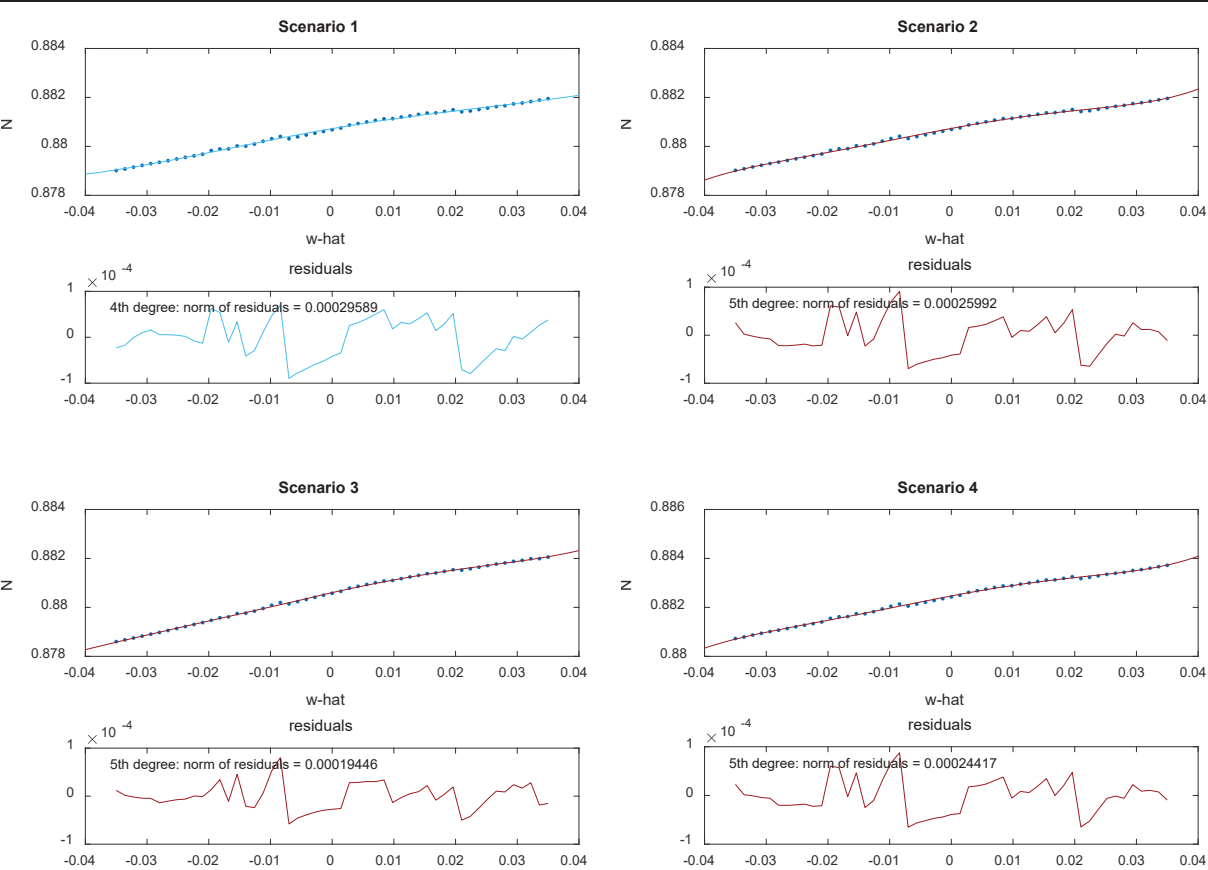 Scenario 1
0.884
0.882
0.88
0.878
N
-0.04 -0.03 -0.02 -0.01 0 0.01 0.02 0.03 0.04
w-hat
residuals
× 10 -4
1
0
-1
4th degree: norm of residuals = 0.00029589
-0.04 -0.03 -0.02 -0.01 0 0.01 0.02 0.03 0.04
Scenario 2
0.884
0.882
0.88
0.878
N
-0.04 -0.03 -0.02 -0.01 0 0.01 0.02 0.03 0.04
w-hat
residuals
× 10 -4
1
0
-1
5th degree: norm of residuals = 0.00025992
-0.04 -0.03 -0.02 -0.01 0 0.01 0.02 0.03 0.04
Scenario 3
0.884
0.882
0.88
0.878
N
-0.04 -0.03 -0.02 -0.01 0 0.01 0.02 0.03 0.04
w-hat
residuals
× 10 -4
1
0
-1
5th degree: norm of residuals = 0.00019446
-0.04 -0.03 -0.02 -0.01 0 0.01 0.02 0.03 0.04
Scenario 4
0.886
0.884
0.882
0.88
N
-0.04 -0.03 -0.02 -0.01 0 0.01 0.02 0.03 0.04
w-hat
residuals
× 10 -4
1
0
-1
5th degree: norm of residuals = 0.00024417
-0.04 -0.03 -0.02 -0.01 0 0.01 0.02 0.03 0.04